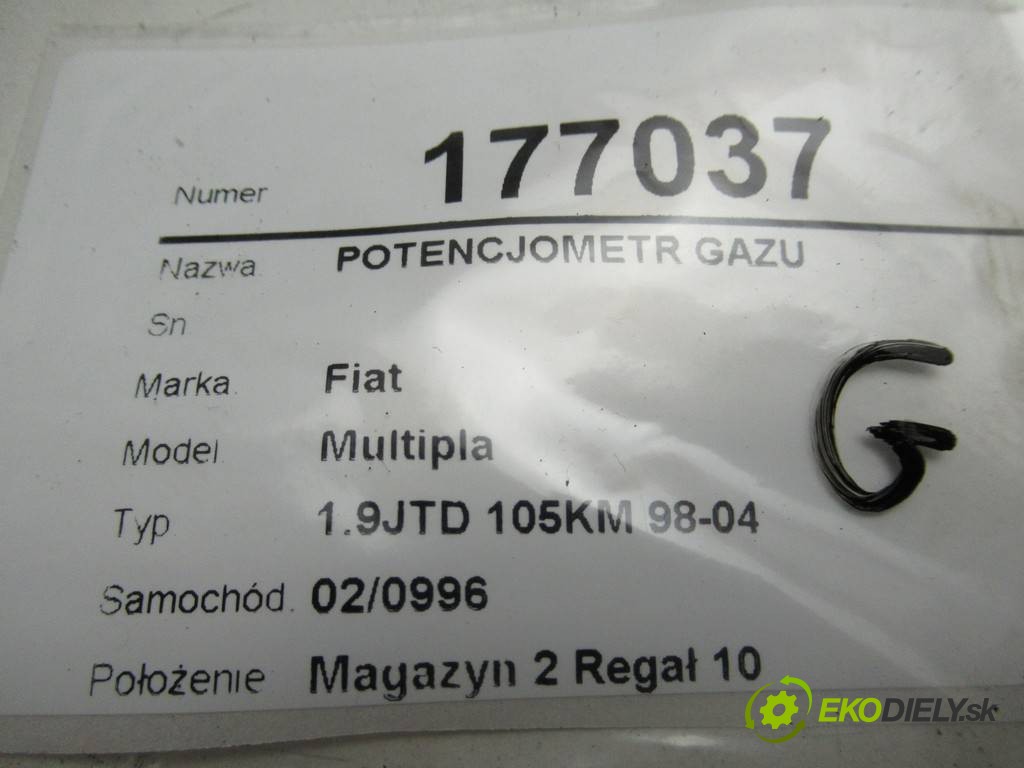 Numer 177037
Nazwa POTENCJOMETR GAZU
Sn
Marka Fiat
G
Model Multipla
Typ 1.9JTD 105KM 98-04
Samochód 02/0996
Położenie Magazyn 2 Regał 10
EKODIELY.sk